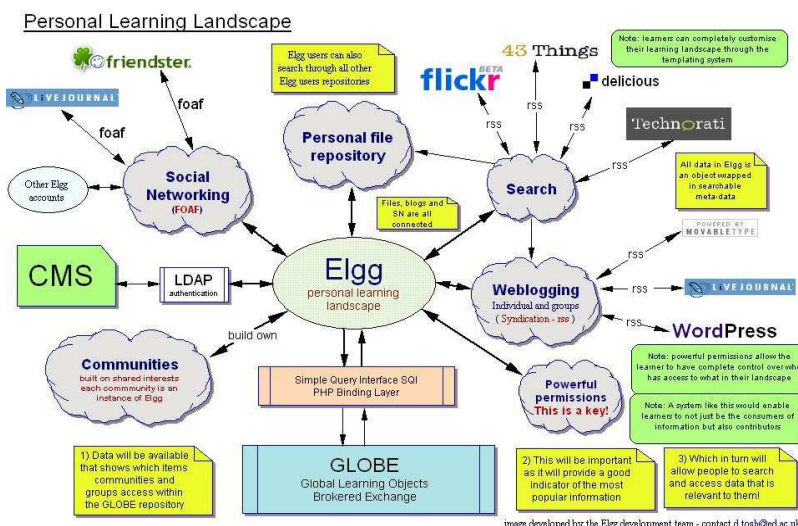 Personal Learning Landscape
friendster.
LIVEJOURNAL
foaf
foaf
Other Elgg
accounts
Social
Networking
(FOAF)
Elgg users can also
search through all other
Elgg users repositories
Personal file
repository
Files, blogs and
SN are all
connected
43 Things
BETA
flickr
delicious
Technorati
rss
rss
rss
rss
Search
Note: learners can completely customise
their learning landscape through the
templating system
All data in Elgg is
an object wrapped
in searchable
meta-data
CMS
LDAP
authentication
Elgg
personal learning
landscape
Weblogging
Individual and groups
( Syndication - rss )
rss
rss
rss
POWERED BY
MOVABLETYPE
LIVEJOURNAL
WordPress
build own
Communities
built on shared interests
each commmunity is an
instance of Elgg
Simple Query Interface SQI
PHP Binding Layer
Powerful
permissions
This is a key!
Note: powerful permissions allow the
learner to have complete control over who
has access to what in their landscape
Note: A system like this would enable
learners to not just be the consumers of
information but also contributors
1) Data will be available
that shows which items
communities and
groups access within
the GLOBE repository
GLOBE
Global Learning Objects
Brokered Exchange
2) This will be important
as it will provide a good
indicator of the most
popular information
3) Which in turn will
allow people to search
and access data that is
relevant to them!
image developed by the Elgg development team - contact d.tosh@ed.ac.uk